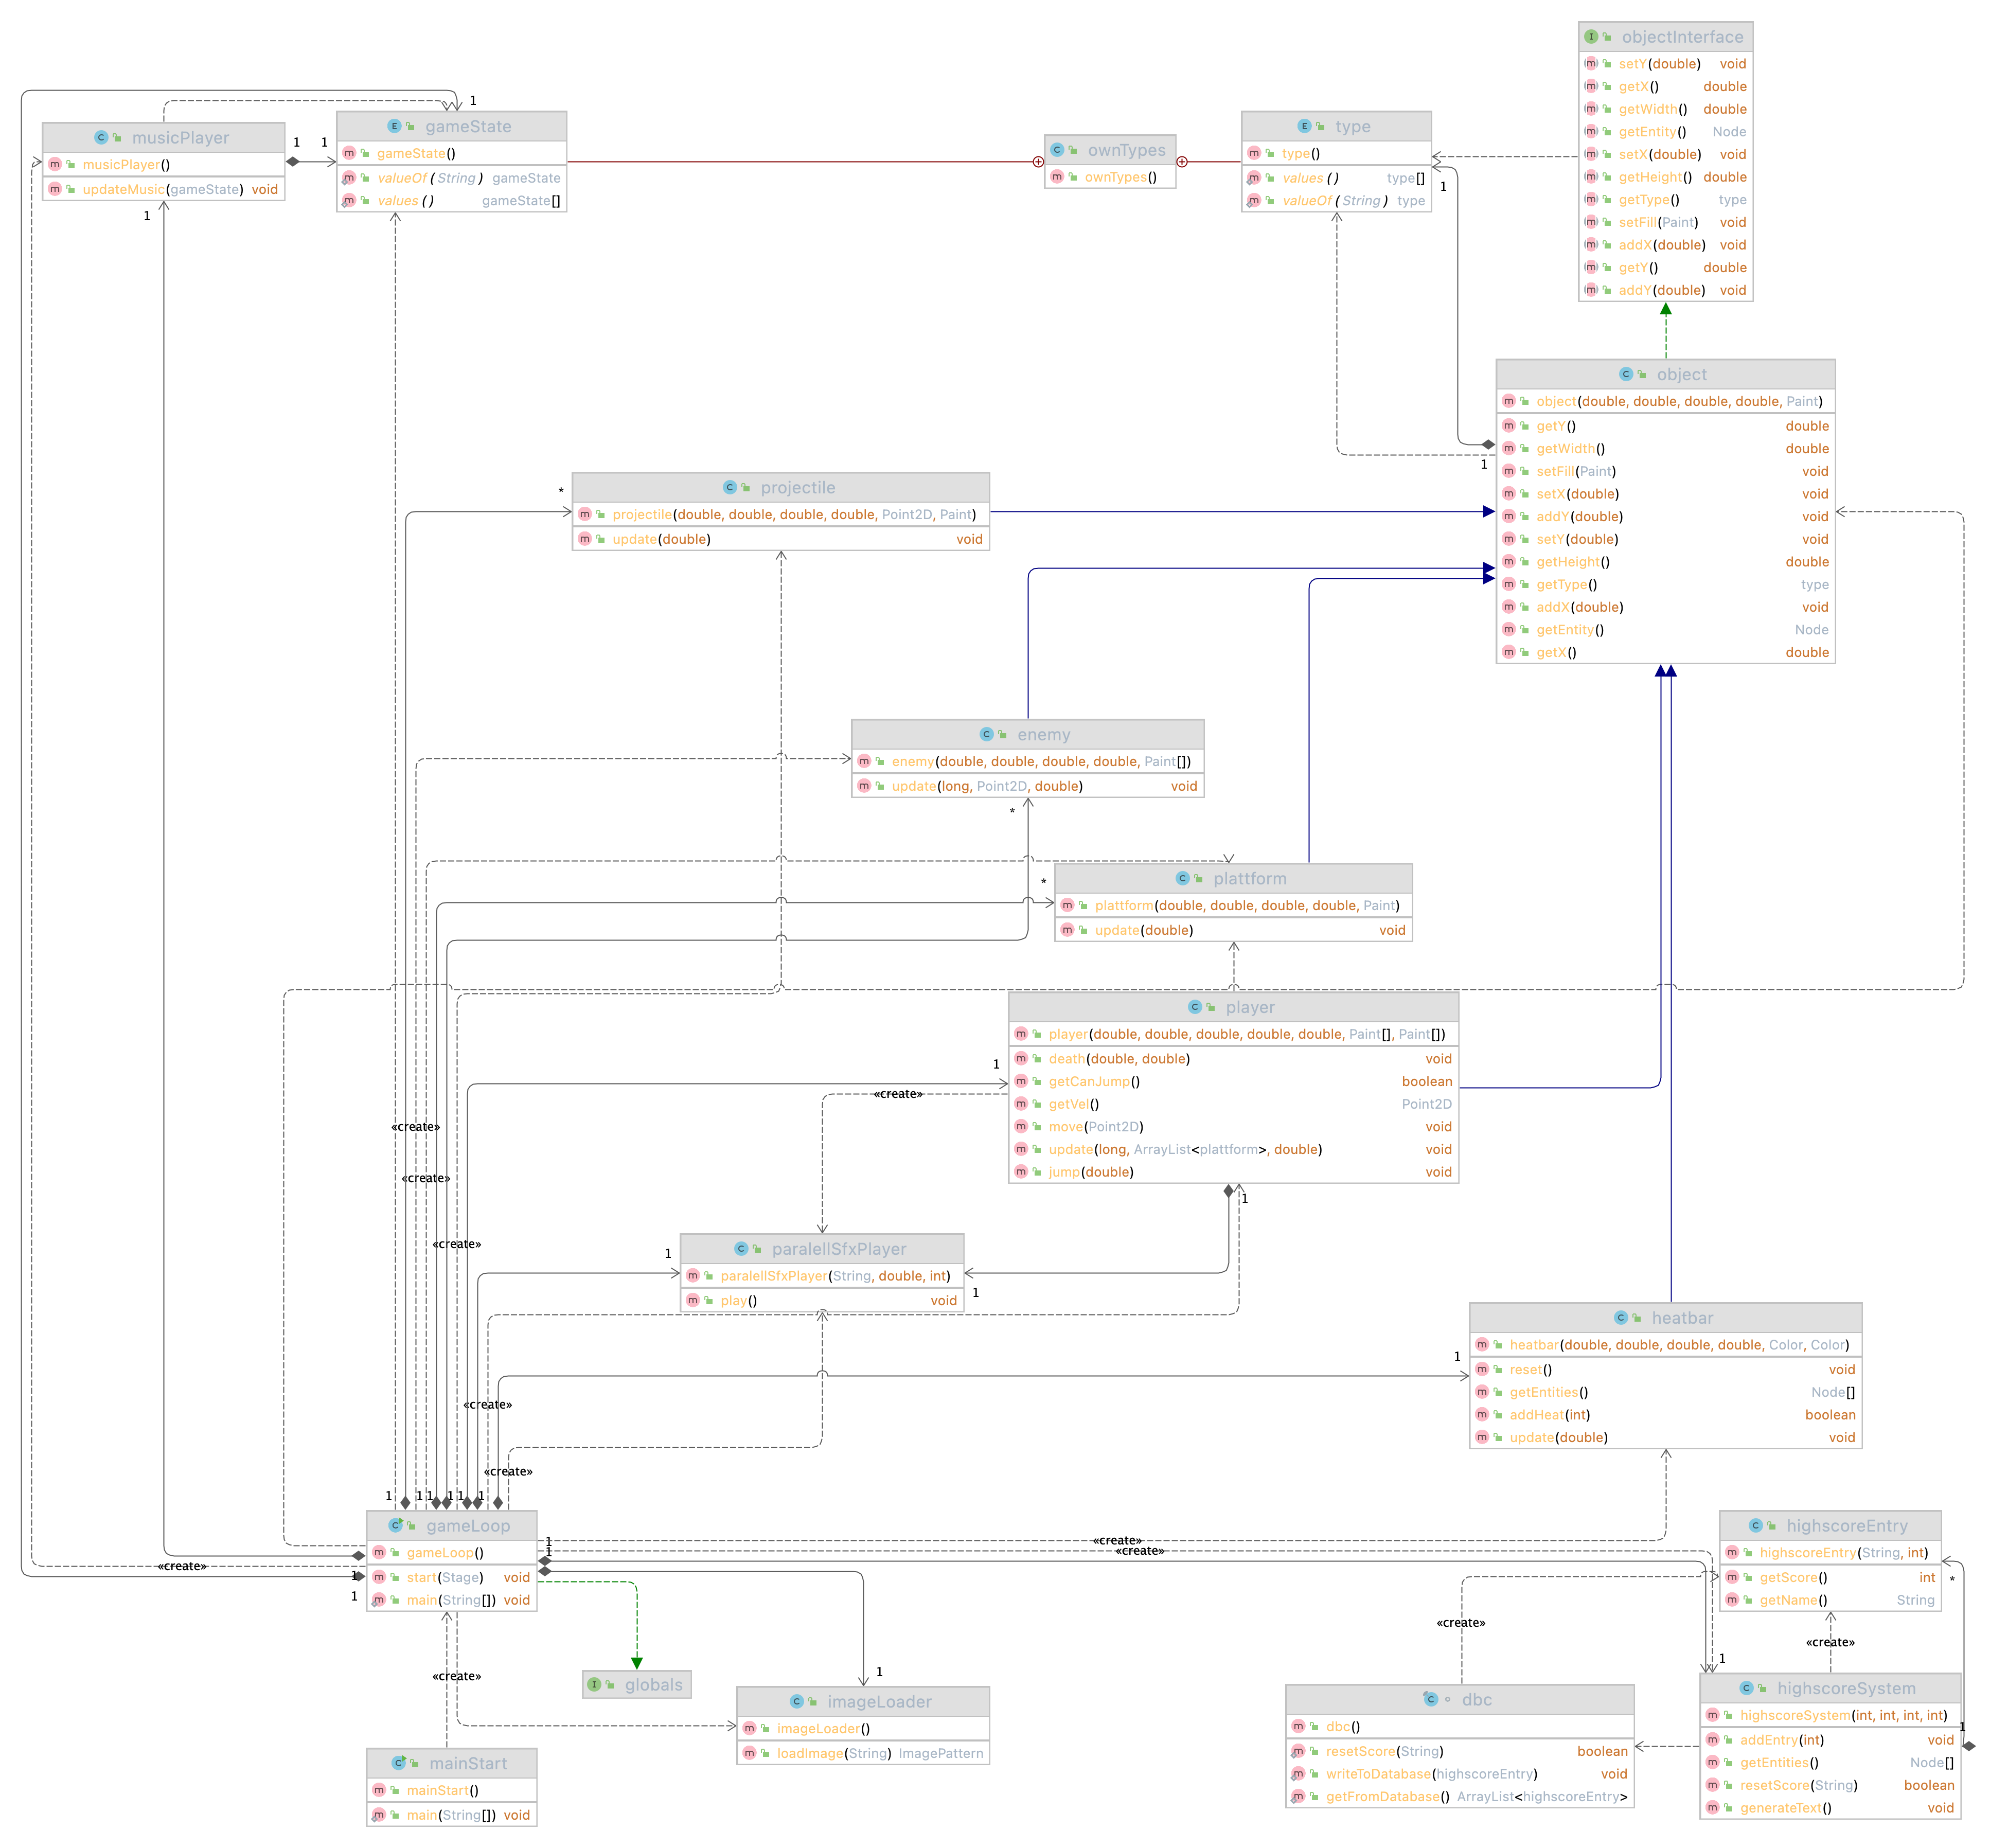 objectInterface
setY(double) void
getX() double
getWidth() double
getEntity() Node
setX(double) void
getHeight() double
getType() type
setFill(Paint) void
addX(double) void
getY() double
addY(double) void
musicPlayer
musicPlayer()
updateMusic(gameState) void
1
1
1
1
gameState
gameState()
valueOf(String) gameState
values() gameState[]
ownTypes
ownTypes()
type
type()
values() type[]
valueOf(String) type
1
object
object(double, double, double, double, Paint)
getY() double
getWidth() double
setFill(Paint) void
setX(double) void
addY(double) void
setY(double) void
getHeight() double
getType() type
addX(double) void
getEntity() Node
getX() double
1
*
projectile
projectile(double, double, double, double, Point2D, Paint)
update(double) void
enemy
enemy(double, double, double, double, Paint[])
update(long, Point2D, double) void
*
*
plattform
plattform(double, double, double, double, Paint)
update(double) void
player
player(double, double, double, double, double, Paint[], Paint[])
death(double, double) void
getCanJump() boolean
getVel() Point2D
move(Point2D) void
update(long, ArrayList<plattform>, double) void
jump(double) void
1
«create»
«create»
«create»
1
«create»
1
paralellSfxPlayer
paralellSfxPlayer(String, double, int)
play() void
1
heatbar
heatbar(double, double, double, double, Color, Color)
reset() void
getEntities() Node[]
addHeat(int) boolean
update(double) void
1
«create»
«create»
1 1 1 1 1 1
gameLoop
gameLoop()
start(Stage) void
main(String[]) void
«create»
1
1
1
1
«create»
«create»
highscoreEntry
highscoreEntry(String, int)
getScore() int
getName() String
*
«create»
«create»
«create»
globals
1
imageLoader
imageLoader()
loadImage(String) ImagePattern
1
dbc
dbc()
resetScore(String) boolean
writeToDatabase(highscoreEntry) void
getFromDatabase() ArrayList<highscoreEntry>
highscoreSystem
highscoreSystem(int, int, int, int)
addEntry(int) void
getEntities() Node[]
resetScore(String) boolean
generateText() void
1
mainStart
mainStart()
main(String[]) void